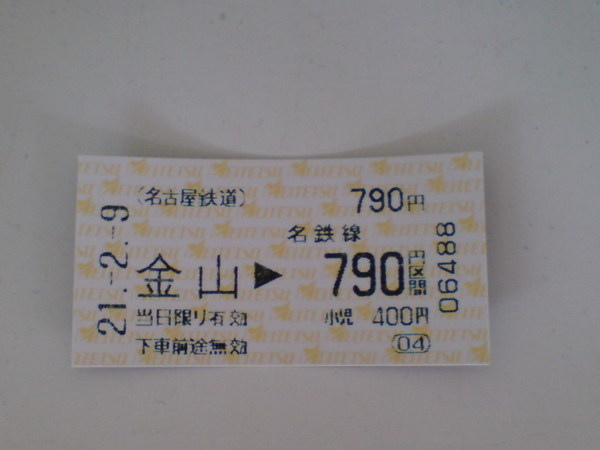 (名古屋鉄道) 790円
名鉄線
金山▶790円区間
当日限り有効 小児 400円
下車前途無効 04
21.-2.-9
06488
MEITETSU